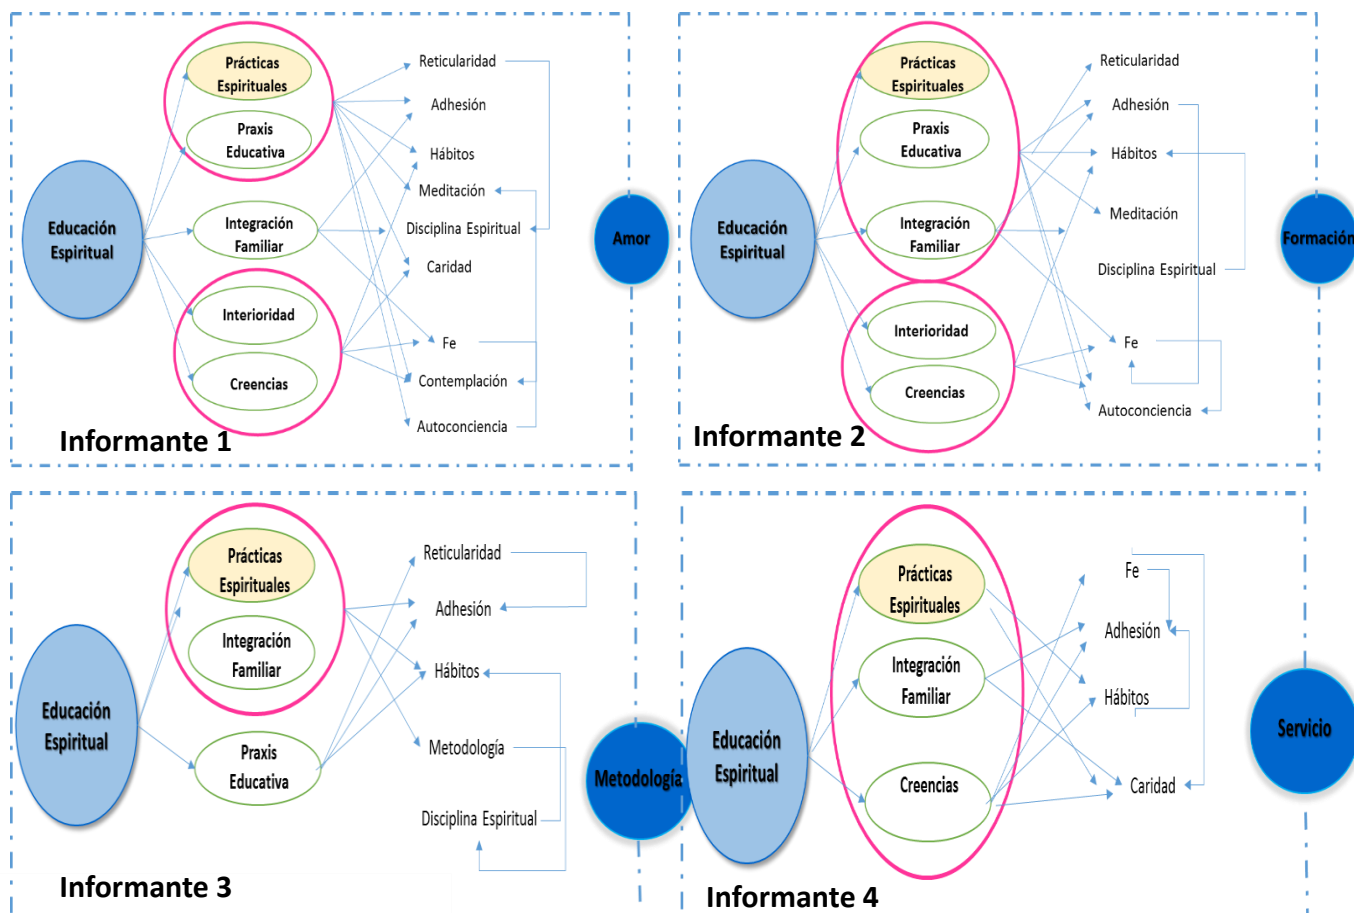 Prácticas
Espirituales
Praxis
Educativa
Educación
Espiritual
Integración
Familiar
Interioridad
Creencias
Reticularidad
Adhesión
Hábitos
Meditación
Disciplina Espiritual
Caridad
Fe
Contemplación
Autoconciencia
Amor
Informante 1
Prácticas
Espirituales
Praxis
Educativa
Educación
Espiritual
Integración
Familiar
Interioridad
Creencias
Reticularidad
Adhesión
Hábitos
Meditación
Disciplina Espiritual
Fe
Autoconciencia
Formación
Informante 2
Prácticas
Espirituales
Integración
Familiar
Educación
Espiritual
Praxis
Educativa
Reticularidad
Adhesión
Hábitos
Metodología
Disciplina Espiritual
Metodología
Informante 3
Prácticas
Espirituales
Integración
Familiar
Educación
Espiritual
Creencias
Fe
Adhesión
Hábitos
Caridad
Servicio
Informante 4